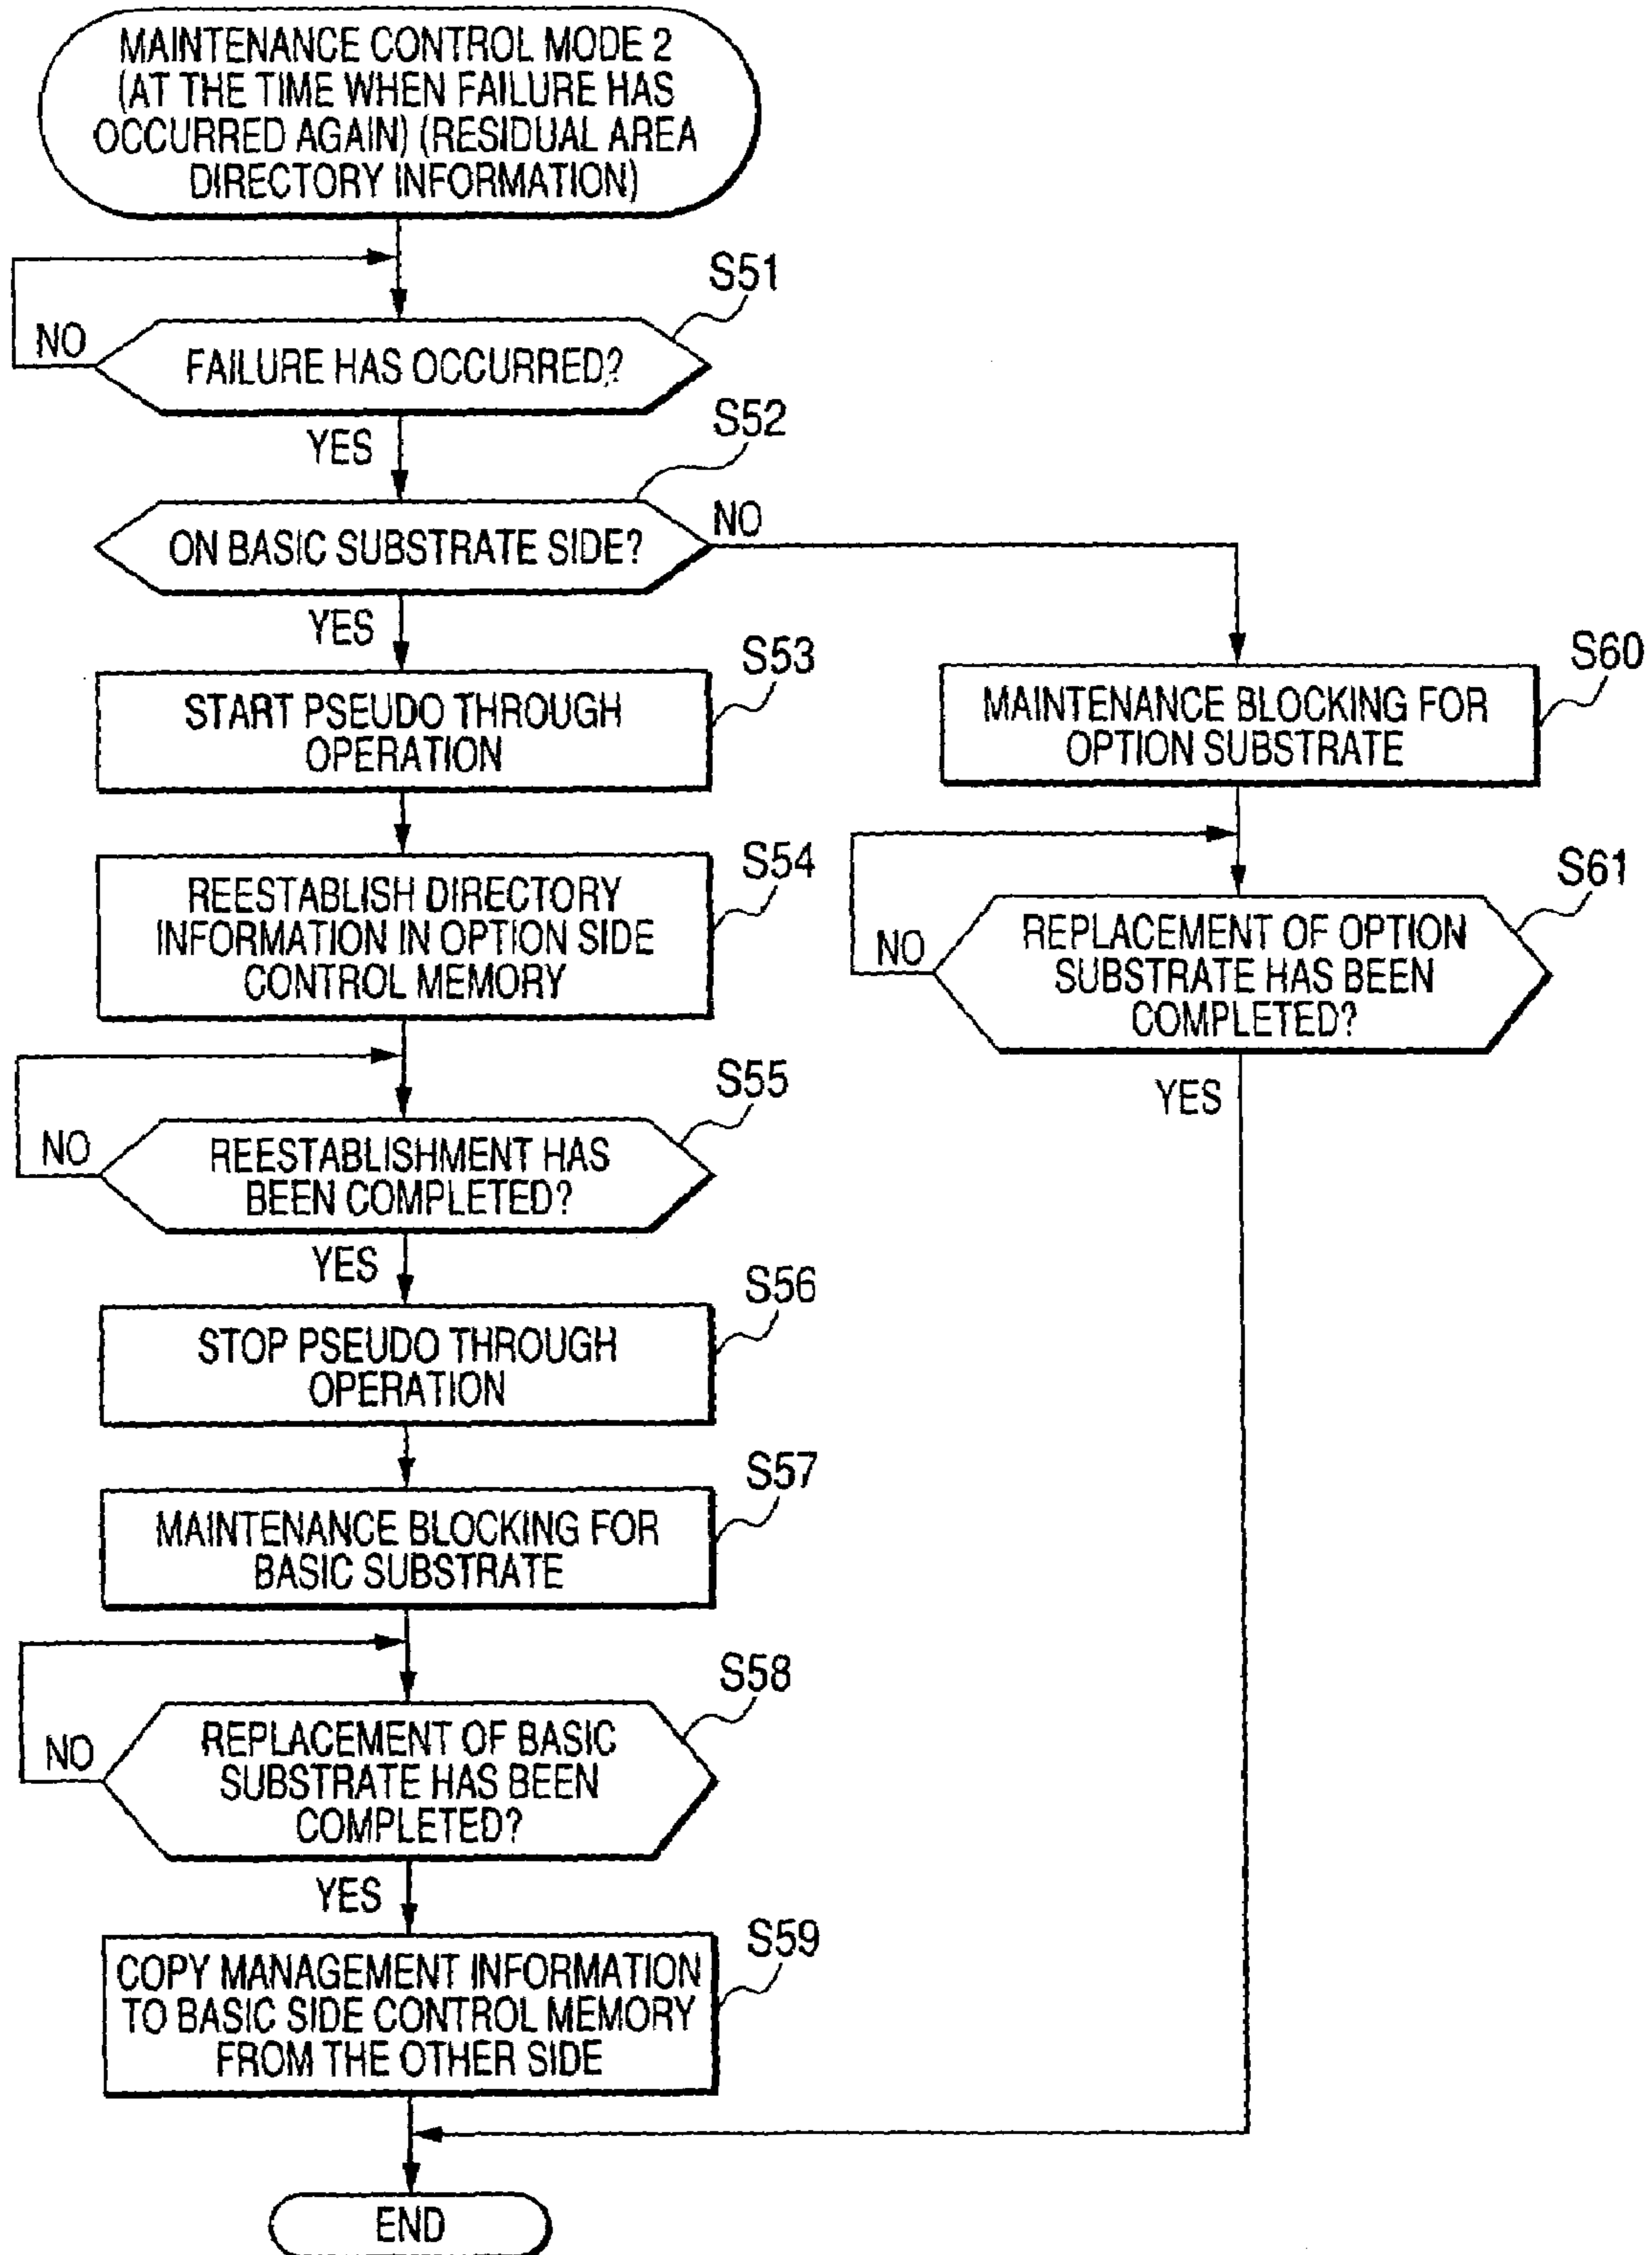 MAINTENANCE CONTROL MODE 2
(AT THE TIME WHEN FAILURE HAS
OCCURRED AGAIN) (RESIDUAL AREA
DIRECTORY INFORMATION)
S51
NO
FAILURE HAS OCCURRED?
YES
S52
ON BASIC SUBSTRATE SIDE?
NO
YES
S53
START PSEUDO THROUGH
OPERATION
S54
REESTABLISH DIRECTORY
INFORMATION IN OPTION SIDE
CONTROL MEMORY
S55
NO
REESTABLISHMENT HAS
BEEN COMPLETED?
YES
S56
STOP PSEUDO THROUGH
OPERATION
S57
MAINTENANCE BLOCKING FOR
BASIC SUBSTRATE
S58
NO
REPLACEMENT OF BASIC
SUBSTRATE HAS BEEN
COMPLETED?
YES
S59
COPY MANAGEMENT INFORMATION
TO BASIC SIDE CONTROL MEMORY
FROM THE OTHER SIDE
S60
MAINTENANCE BLOCKING FOR
OPTION SUBSTRATE
S61
NO
REPLACEMENT OF OPTION
SUBSTRATE HAS BEEN
COMPLETED?
YES
END